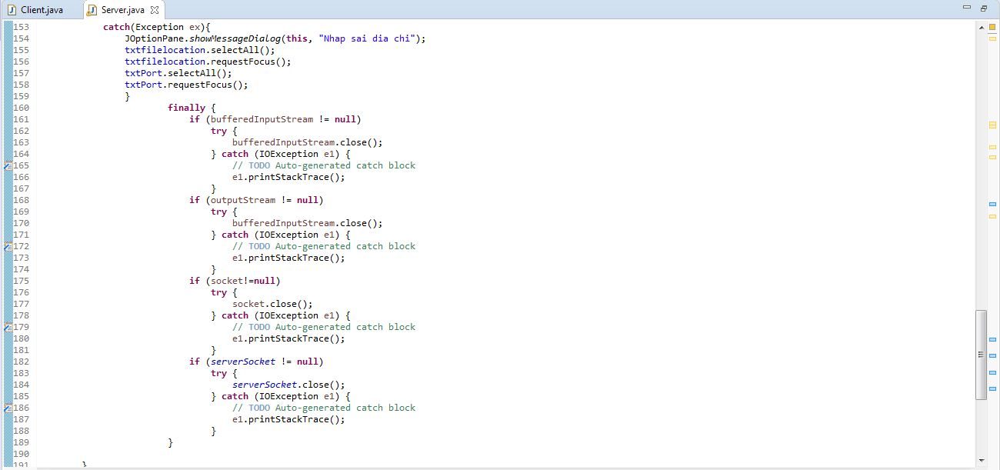 Client.java Server.java
153 catch(Exception ex){
154 JOptionPane.showMessageDialog(this, "Nhap sai dia chi");
155 txtfilelocation.selectAll();
156 txtfilelocation.requestFocus();
157 txtPort.selectAll();
158 txtPort.requestFocus();
159 }
160 finally {
161 if (bufferedInputStream != null)
162 try {
163 bufferedInputStream.close();
164 } catch (IOException e1) {
165 // TODO Auto-generated catch block
166 e1.printStackTrace();
167 }
168 if (outputStream != null)
169 try {
170 bufferedInputStream.close();
171 } catch (IOException e1) {
172 // TODO Auto-generated catch block
173 e1.printStackTrace();
174 }
175 if (socket!=null)
176 try {
177 socket.close();
178 } catch (IOException e1) {
179 // TODO Auto-generated catch block
180 e1.printStackTrace();
181 }
182 if (serverSocket != null)
183 try {
184 serverSocket.close();
185 } catch (IOException e1) {
186 // TODO Auto-generated catch block
187 e1.printStackTrace();
188 }
189 }
190
191 }